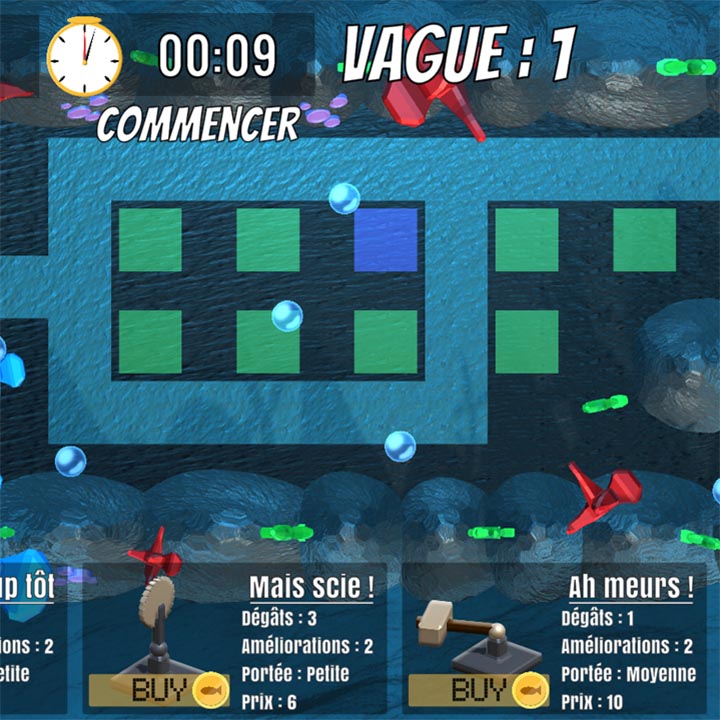 00:09
VAGUE : 1
COMMENCER
up tôt
ions : 2
etite
Mais scie !
Dégâts : 3
Améliorations : 2
Portée : Petite
Prix : 6
BUY
Ah meurs !
Dégâts : 1
Améliorations : 2
Portée : Moyenne
Prix : 10
BUY